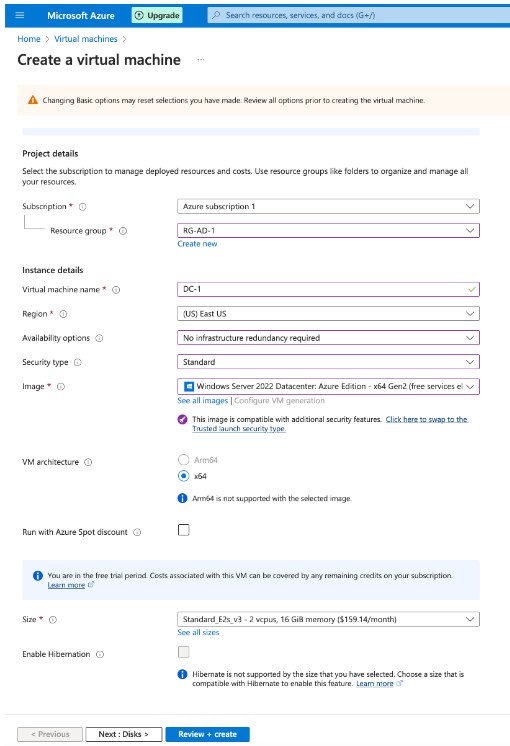 Microsoft Azure
Upgrade
Search resources, services, and docs (G+/)
Home > Virtual machines >
Create a virtual machine ...
Changing Basic options may reset selections you have made. Review all options prior to creating the virtual machine.
Project details
Select the subscription to manage deployed resources and costs. Use resource groups like folders to organize and manage all
your resources.
Subscription *
Azure subscription 1
Resource group *
RG-AD-1
Create new
Instance details
Virtual machine name *
DC-1
Region *
(US) East US
Availability options
No infrastructure redundancy required
Security type
Standard
Image *
Windows Server 2022 Datacenter: Azure Edition - x64 Gen2 (free services el
See all images | Configure VM generation
This image is compatible with additional security features. Click here to swap to the
Trusted launch security type.
VM architecture
Arm64
x64
Arm64 is not supported with the selected image.
Run with Azure Spot discount
You are in the free trial period. Costs associated with this VM can be covered by any remaining credits on your subscription.
Learn more
Size *
Standard_E2s_v3 - 2 vcpus, 16 GiB memory ($159.14/month)
See all sizes
Enable Hibernation
Hibernate is not supported by the size that you have selected. Choose a size that is
compatible with Hibernate to enable this feature. Learn more
< Previous
Next : Disks >
Review + create